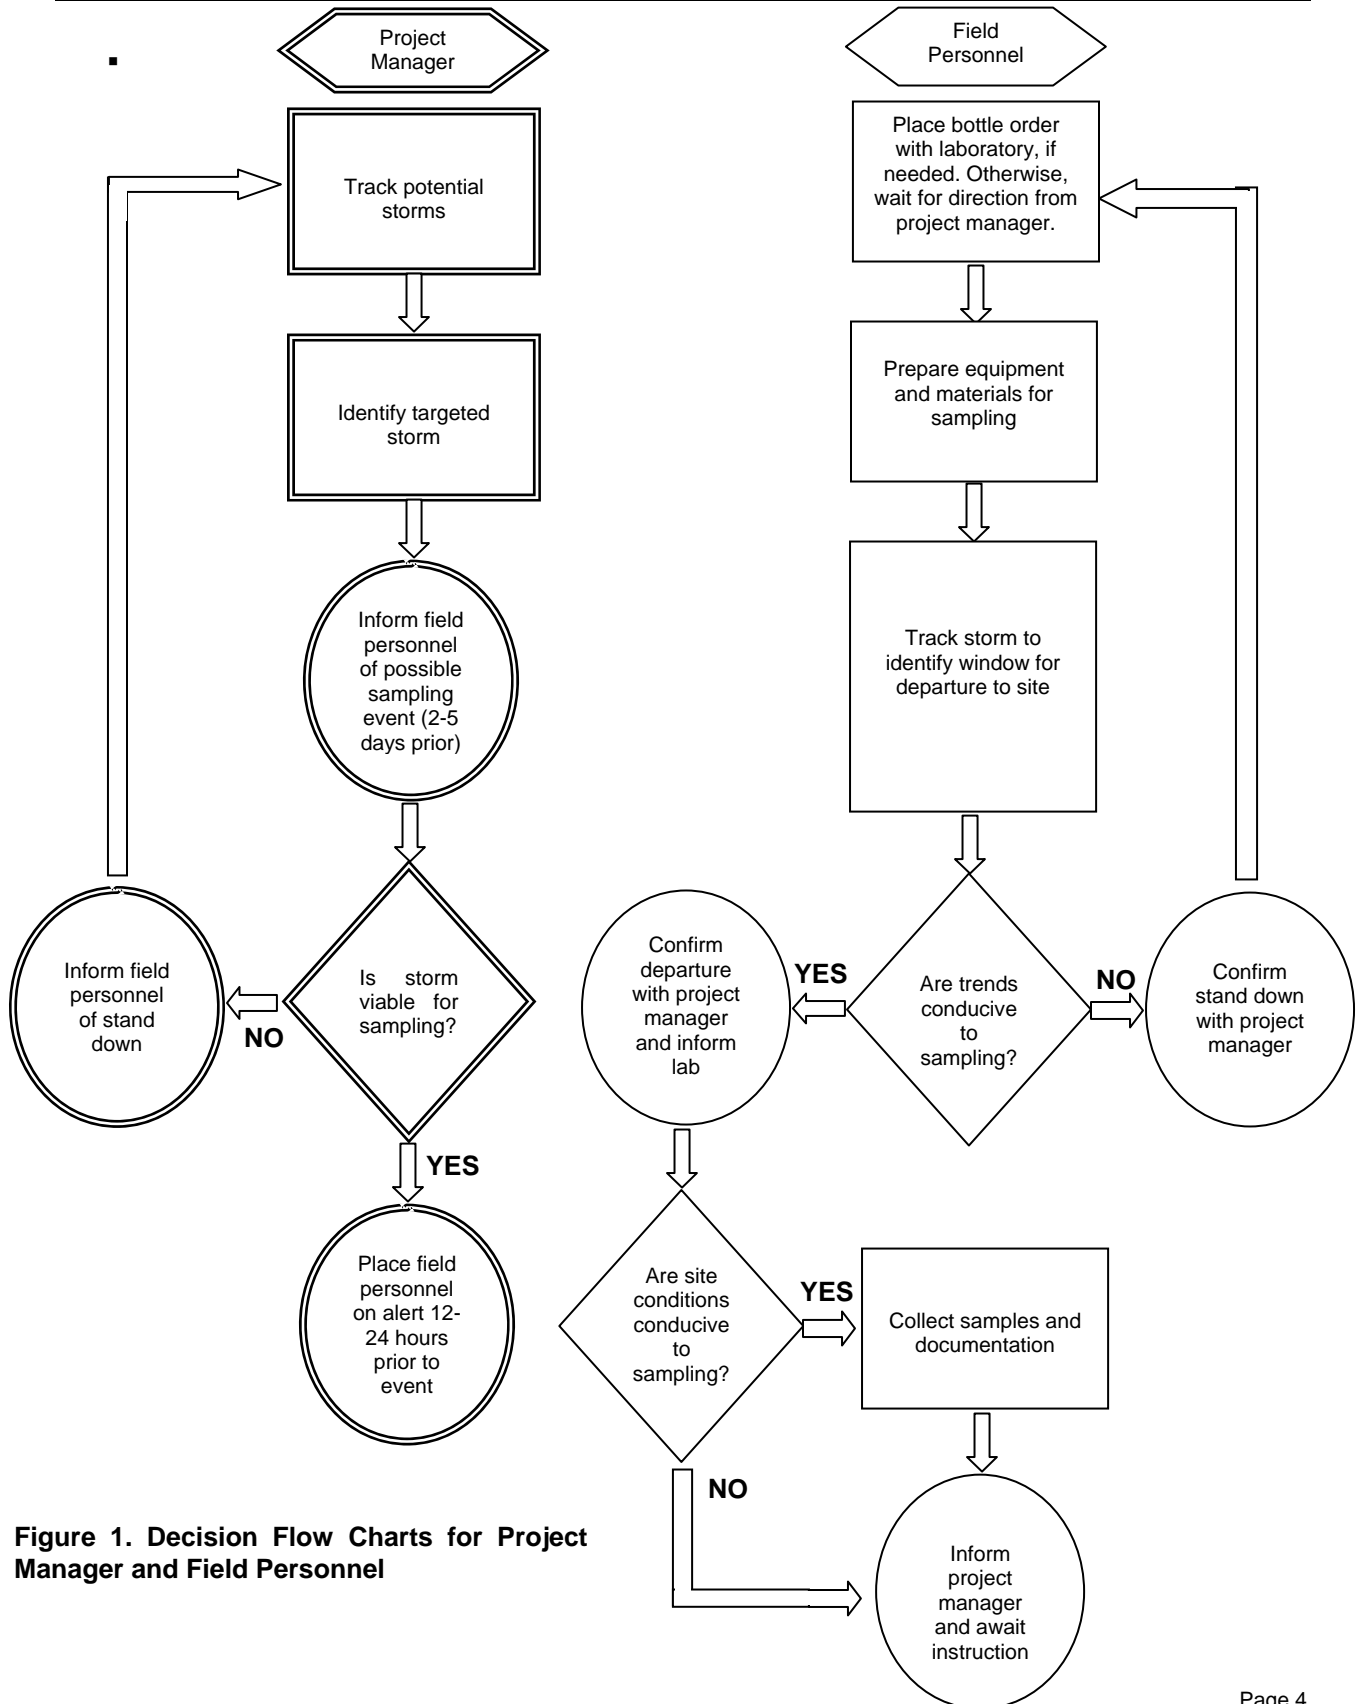 Project
Manager
Track potential
storms
Identify targeted
storm
Inform field
personnel
of possible
sampling
event (2-5
days prior)
Is storm
viable for
sampling?
NO
Inform field
personnel
of stand
down
YES
Place field
personnel
on alert 12-
24 hours
prior to
event
Field
Personnel
Place bottle order
with laboratory, if
needed. Otherwise,
wait for direction from
project manager.
Prepare equipment
and materials for
sampling
Track storm to
identify window for
departure to site
Are trends
conducive
to
sampling?
NO
Confirm
stand down
with project
manager
YES
Confirm
departure
with project
manager
and inform
lab
Are site
conditions
conducive
to
sampling?
YES
Collect samples and
documentation
NO
Inform
project
manager
and await
instruction
Figure 1. Decision Flow Charts for Project
Manager and Field Personnel
Page 4